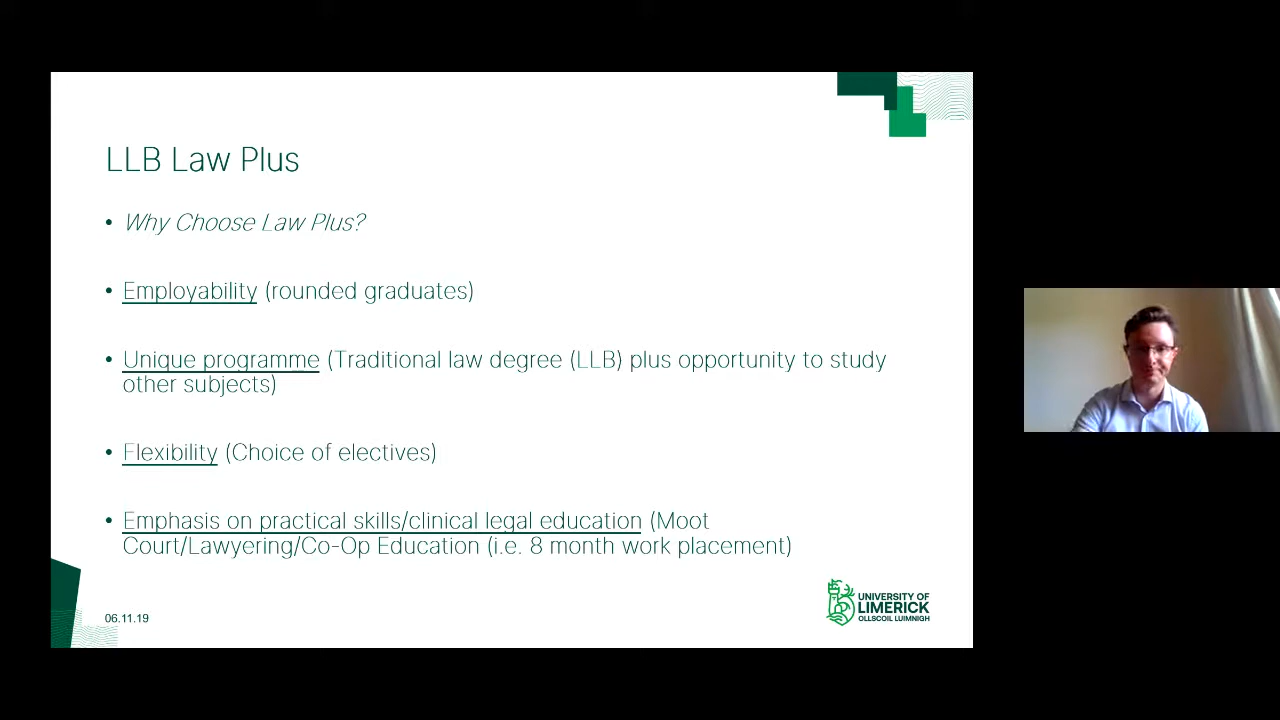 LLB Law Plus
• Why Choose Law Plus?
• Employability (rounded graduates)
• Unique programme (Traditional law degree (LLB) plus opportunity to study
other subjects)
• Flexibility (Choice of electives)
• Emphasis on practical skills/clinical legal education (Moot
Court/Lawyering/Co-Op Education (i.e. 8 month work placement)
06.11.19
UNIVERSITY OF
LIMERICK
OLLSCOIL LUIMNIGH